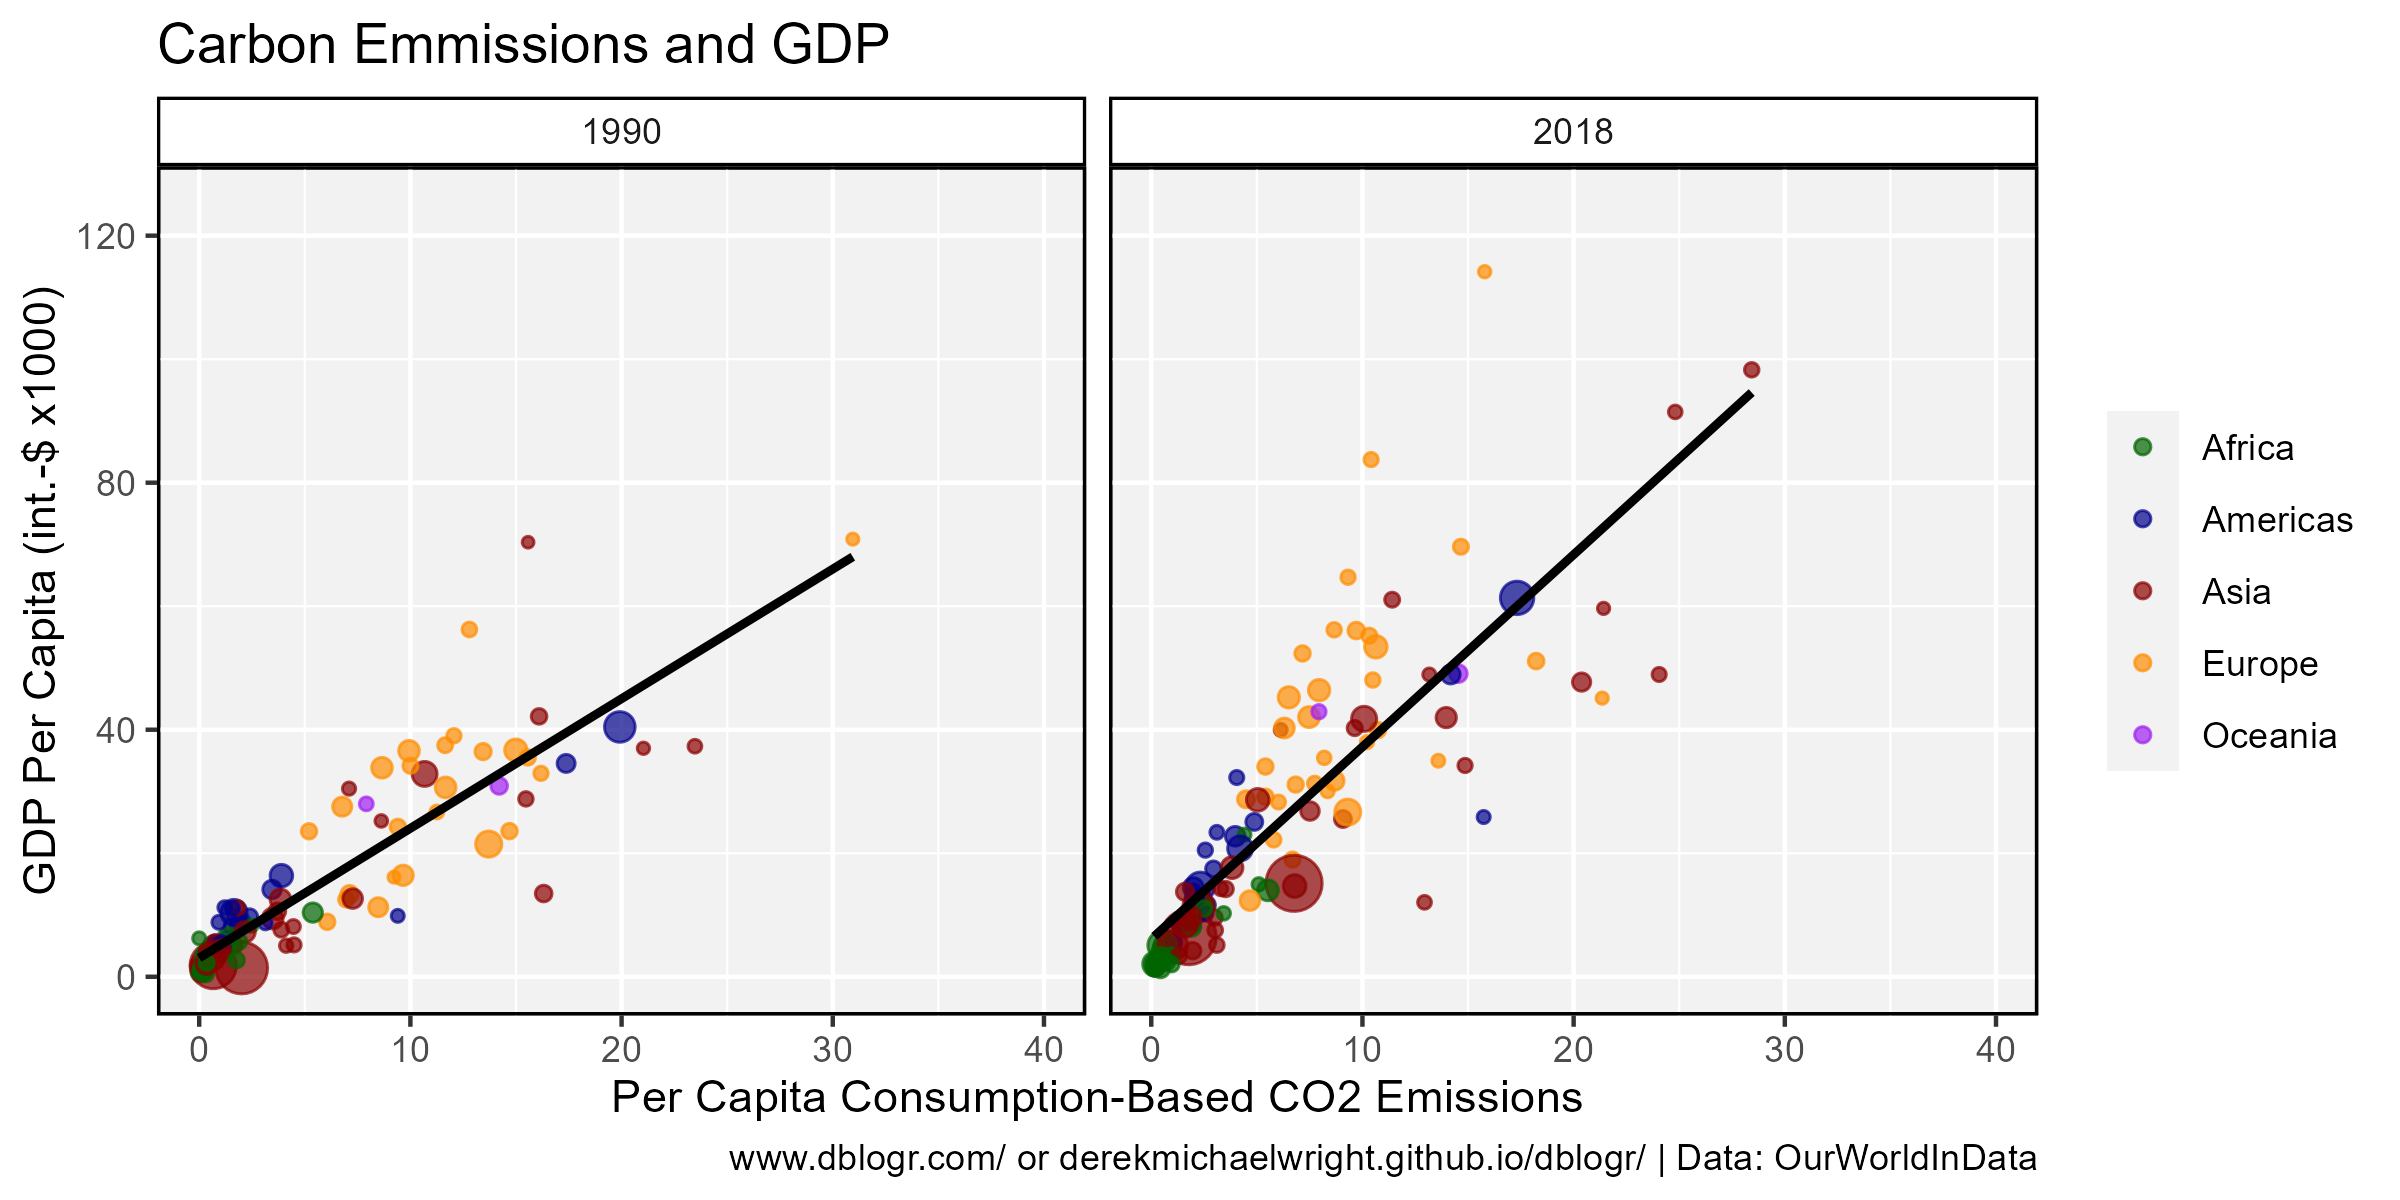 Carbon Emmissions and GDP
1990
2018
GDP Per Capita (int.-$ x1000)
120
80
40
0
0 10 20 30 40
0 10 20 30 40
Per Capita Consumption-Based CO2 Emissions
Africa
Americas
Asia
Europe
Oceania
www.dblogr.com/ or derekmichaelwright.github.io/dblogr/ | Data: OurWorldInData